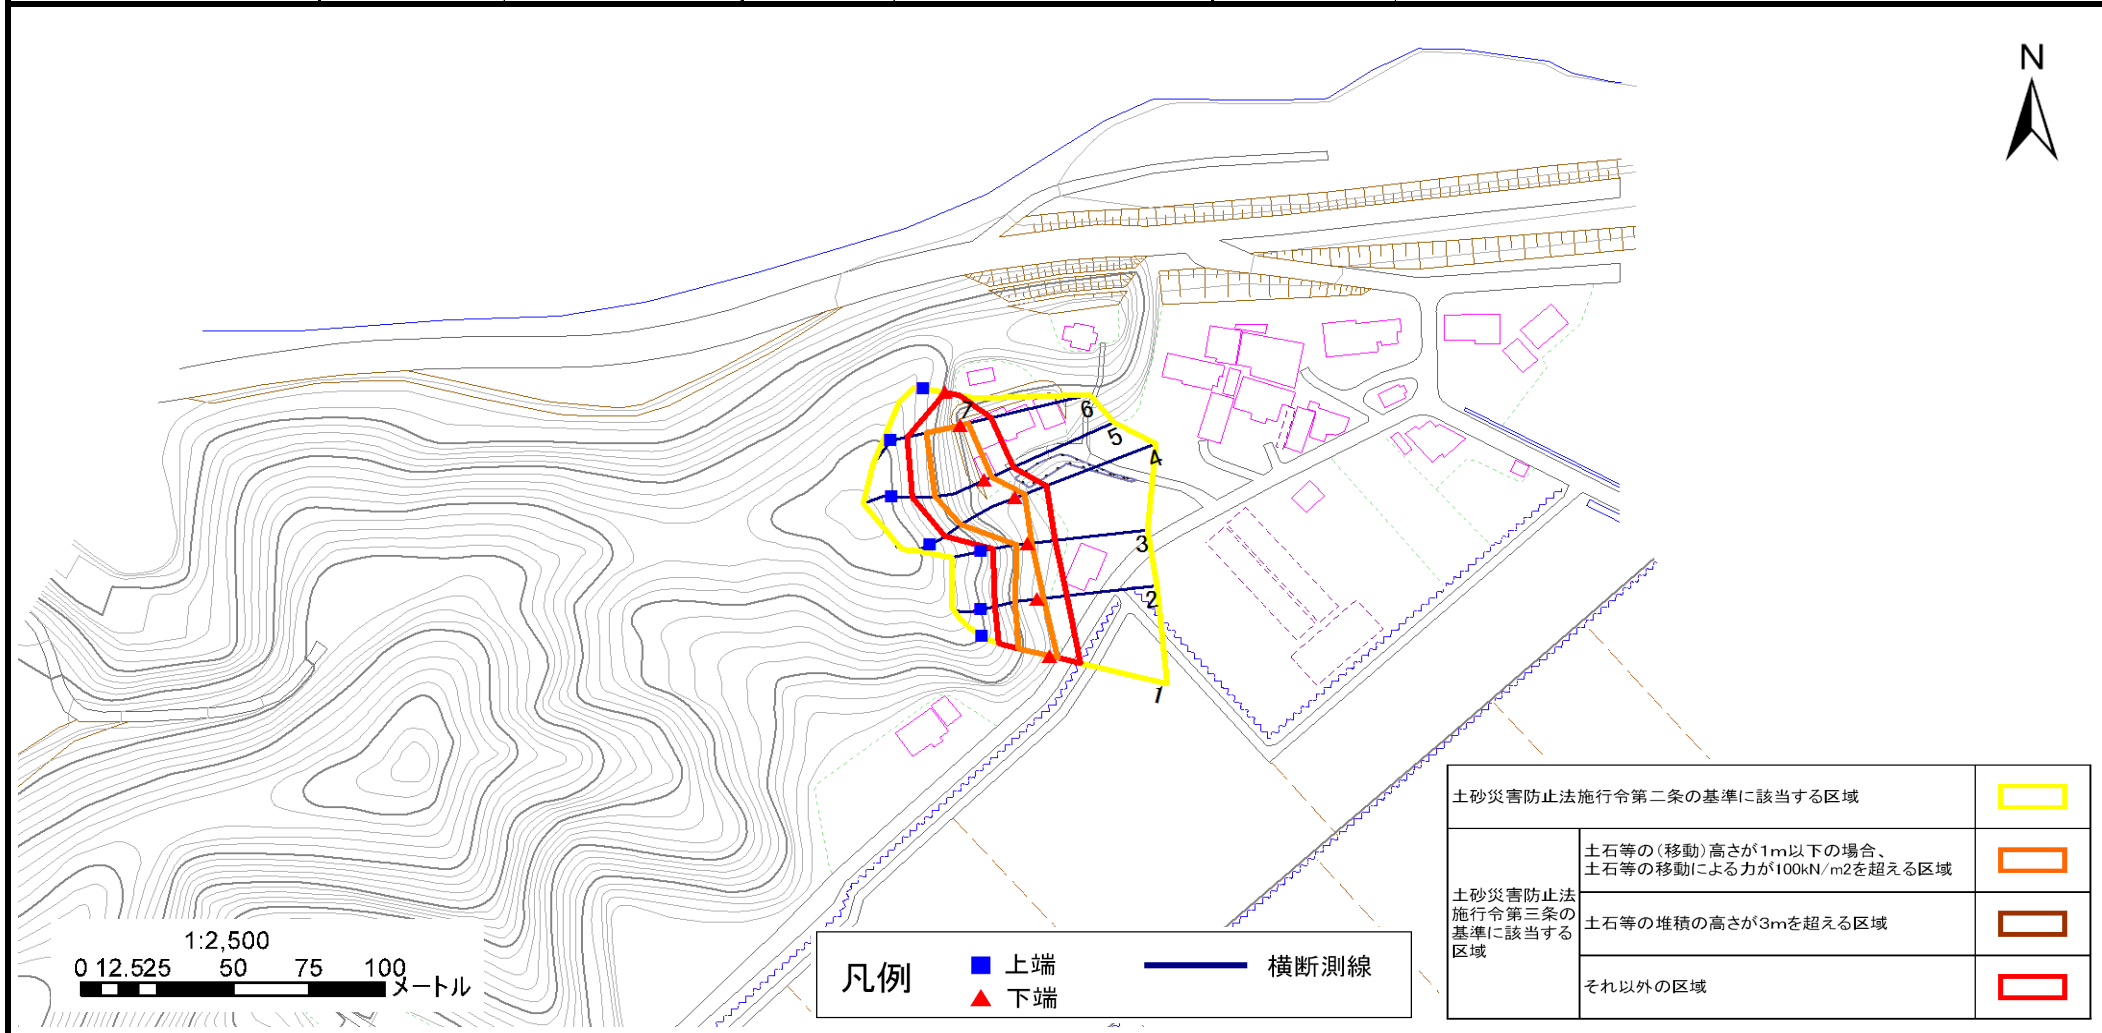 N
7
6
5
4
3
2
1
1:2,500
0 12.525 50 75 100
メートル
凡例
上端
下端
横断測線
土砂災害防止法施行令第二条の基準に該当する区域
土砂災害防止法
施行令第三条の
基準に該当する
区域
土石等の(移動)高さが1m以下の場合、
土石等の移動による力が100kN/m2を超える区域
土石等の堆積の高さが3mを超える区域
それ以外の区域